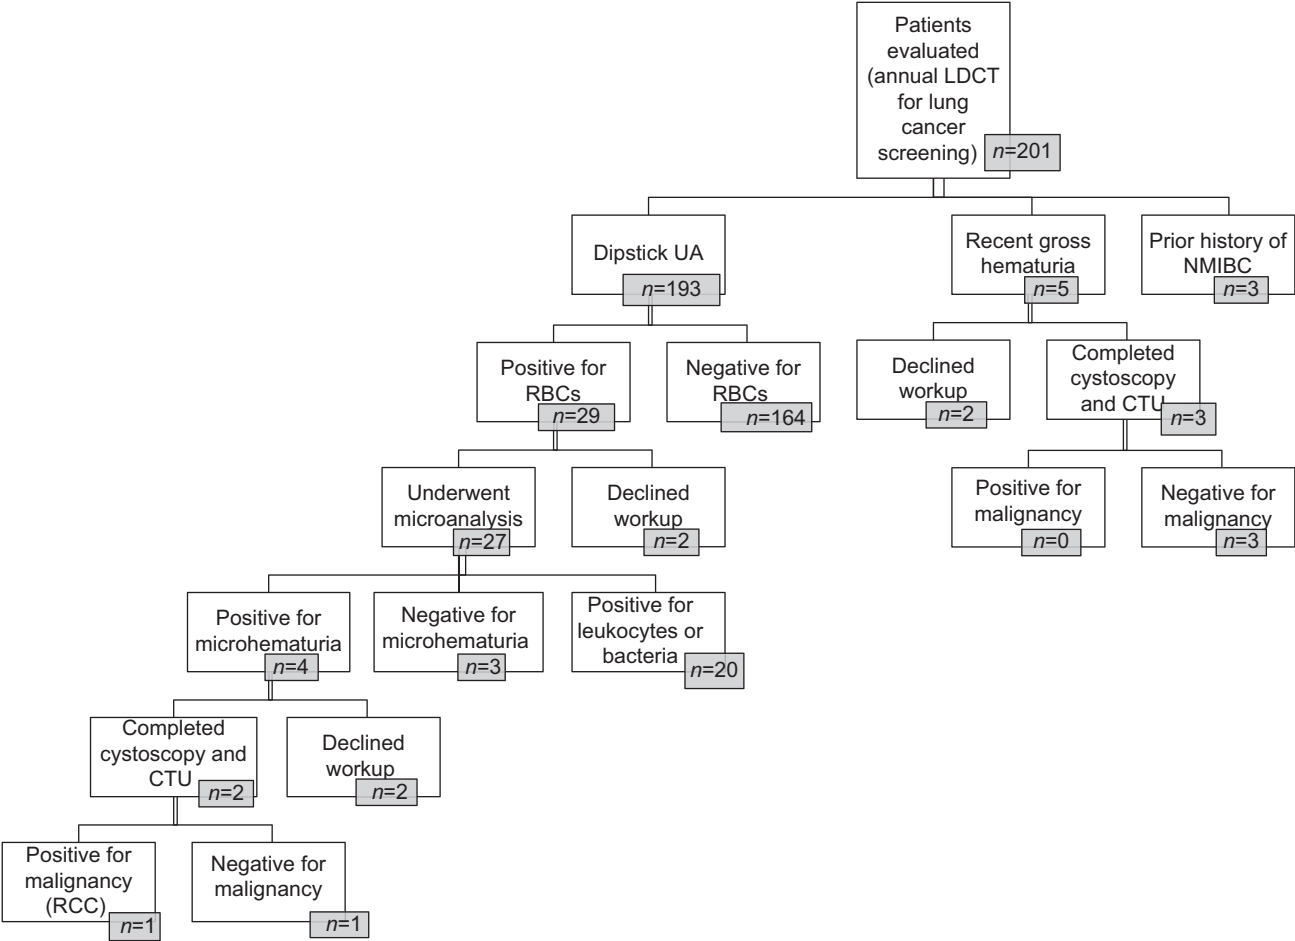 Patients
evaluated
(annual LDCT
for lung
cancer
screening)
n=201
Dipstick UA
n=193
Recent gross
hematuria
n=5
Prior history of
NMIBC
n=3
Positive for
RBCs
n=29
Negative for
RBCs
n=164
Declined
workup
n=2
Completed
cystoscopy
and CTU
n=3
Underwent
microanalysis
n=27
Declined
workup
n=2
Positive for
malignancy
n=0
Negative for
malignancy
n=3
Positive for
microhematuria
n=4
Negative for
microhematuria
n=3
Positive for
leukocytes or
bacteria
n=20
Completed
cystoscopy and
CTU
n=2
Declined
workup
n=2
Positive for
malignancy
(RCC)
n=1
Negative for
malignancy
n=1